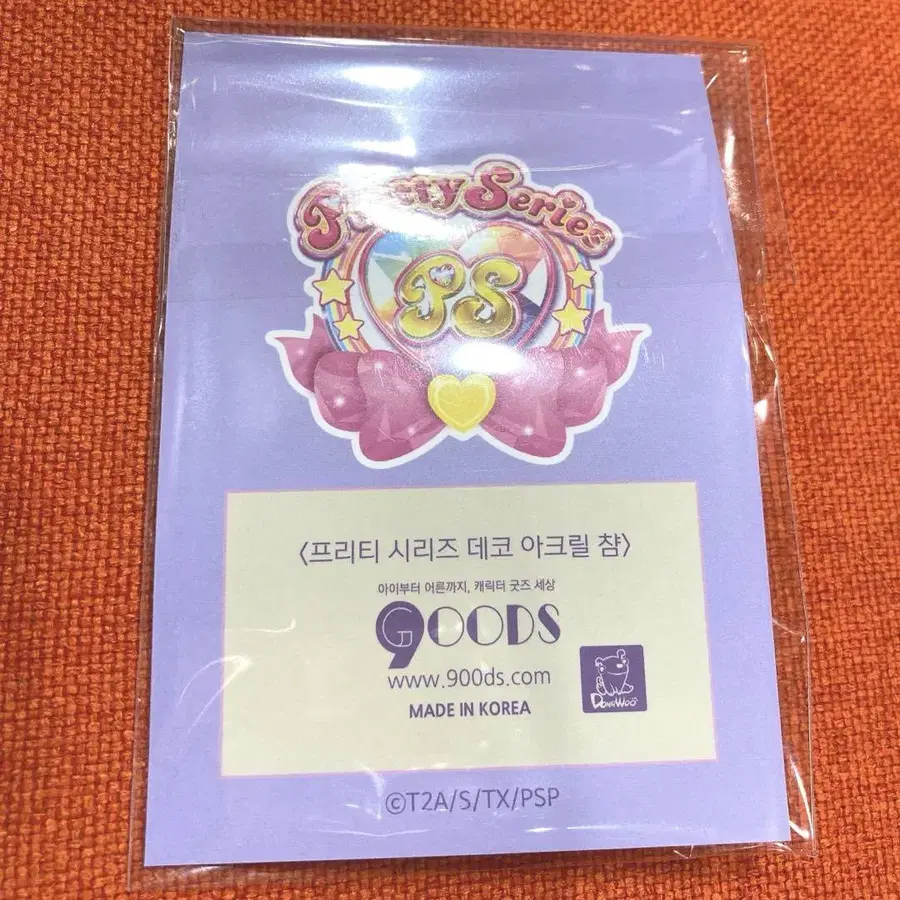 Pretty Series
PS
〈프리티 시리즈 데코 아크릴 챰〉
아이부터 어른까지, 캐릭터 굿즈 세상
9OODS
www.900ds.com
MADE IN KOREA
DONGWOO
©T2A/S/TX/PSP